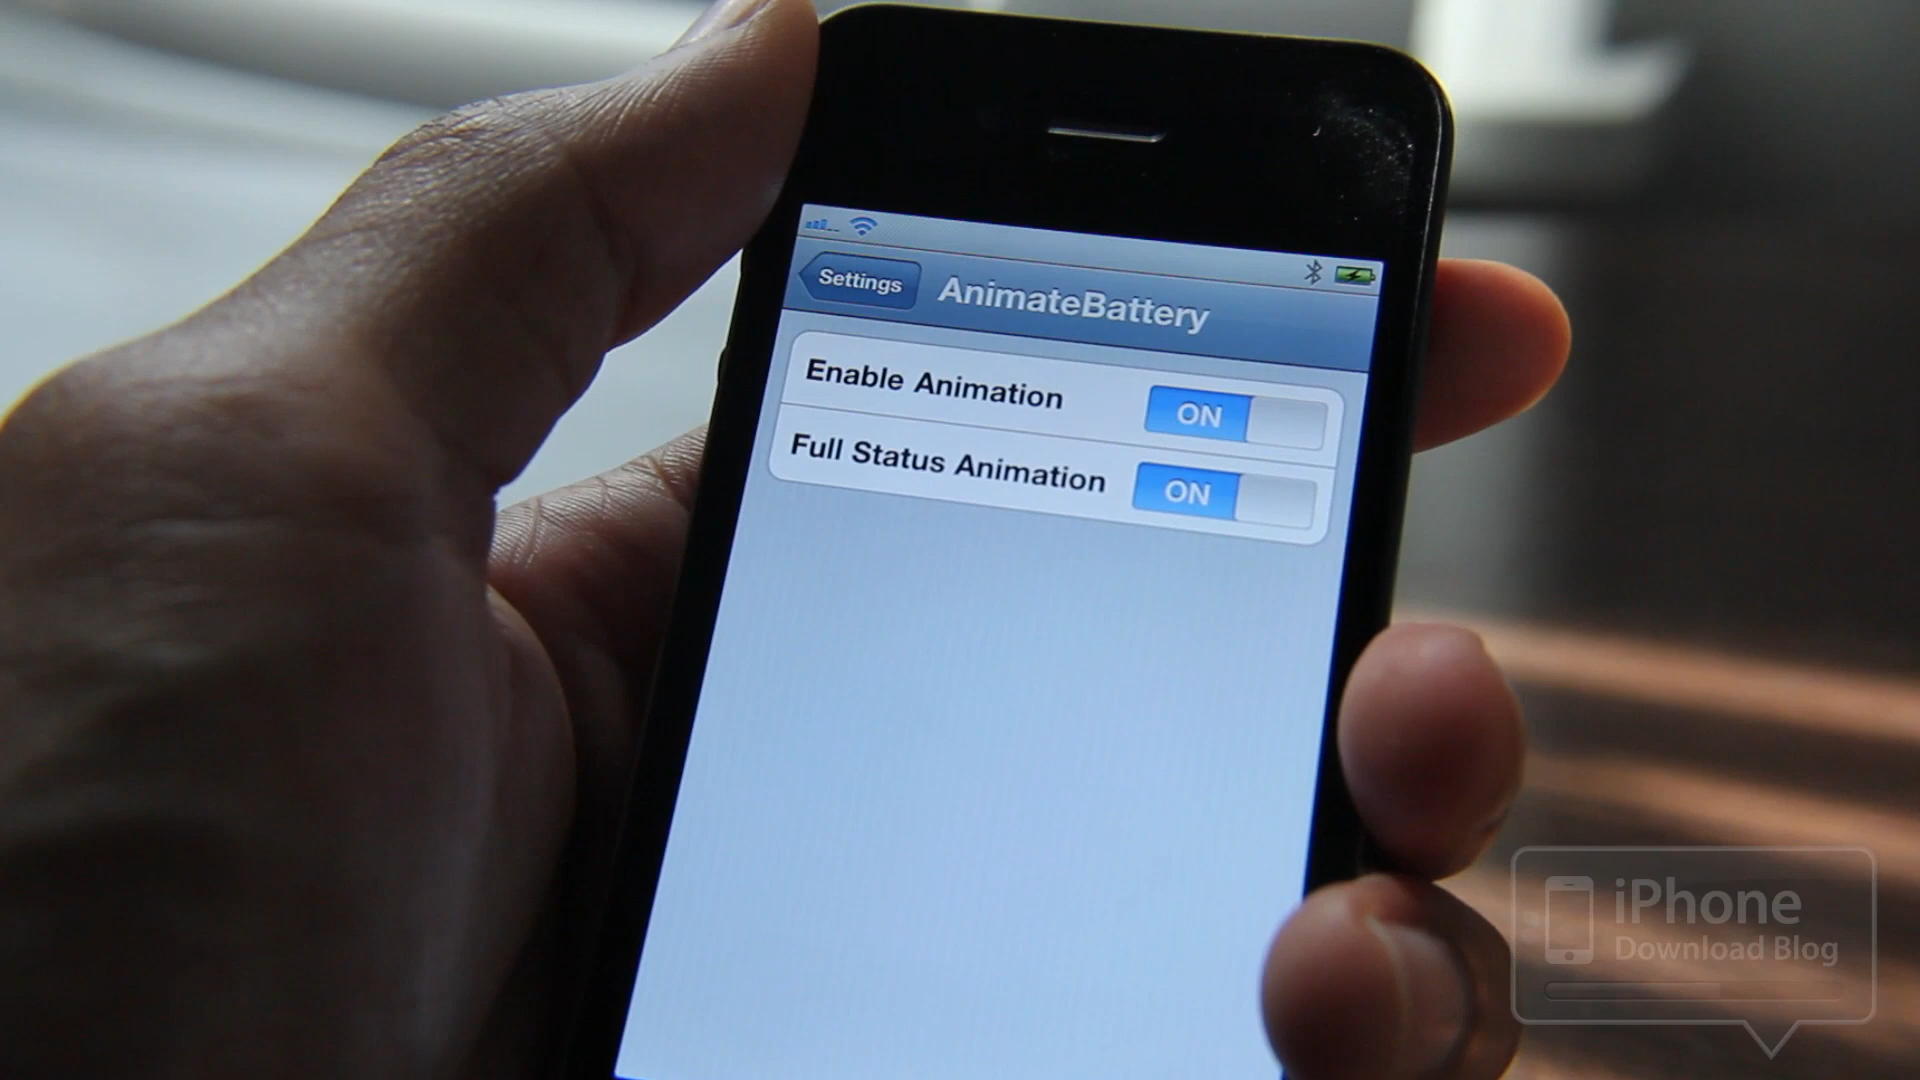 Settings
AnimateBattery
Enable Animation
ON
Full Status Animation
ON
iPhone
Download Blog